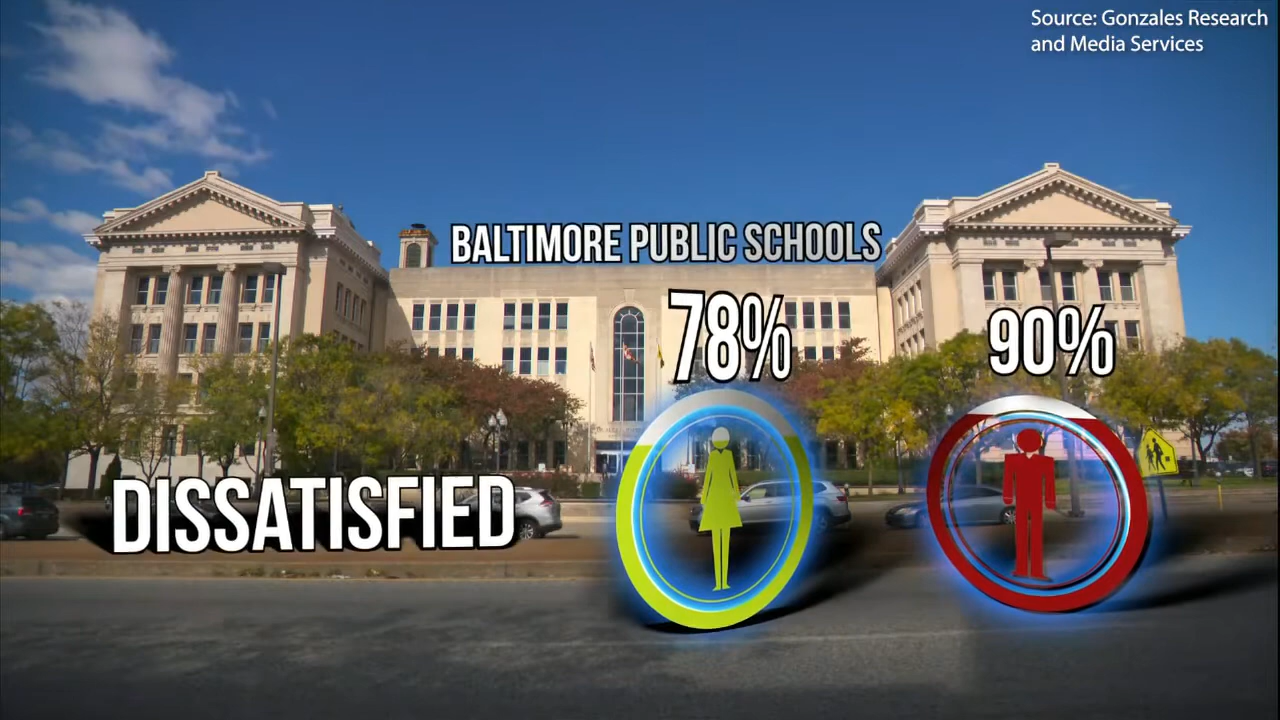 Source: Gonzales Research
and Media Services
BALTIMORE PUBLIC SCHOOLS
78%
90%
DISSATISFIED